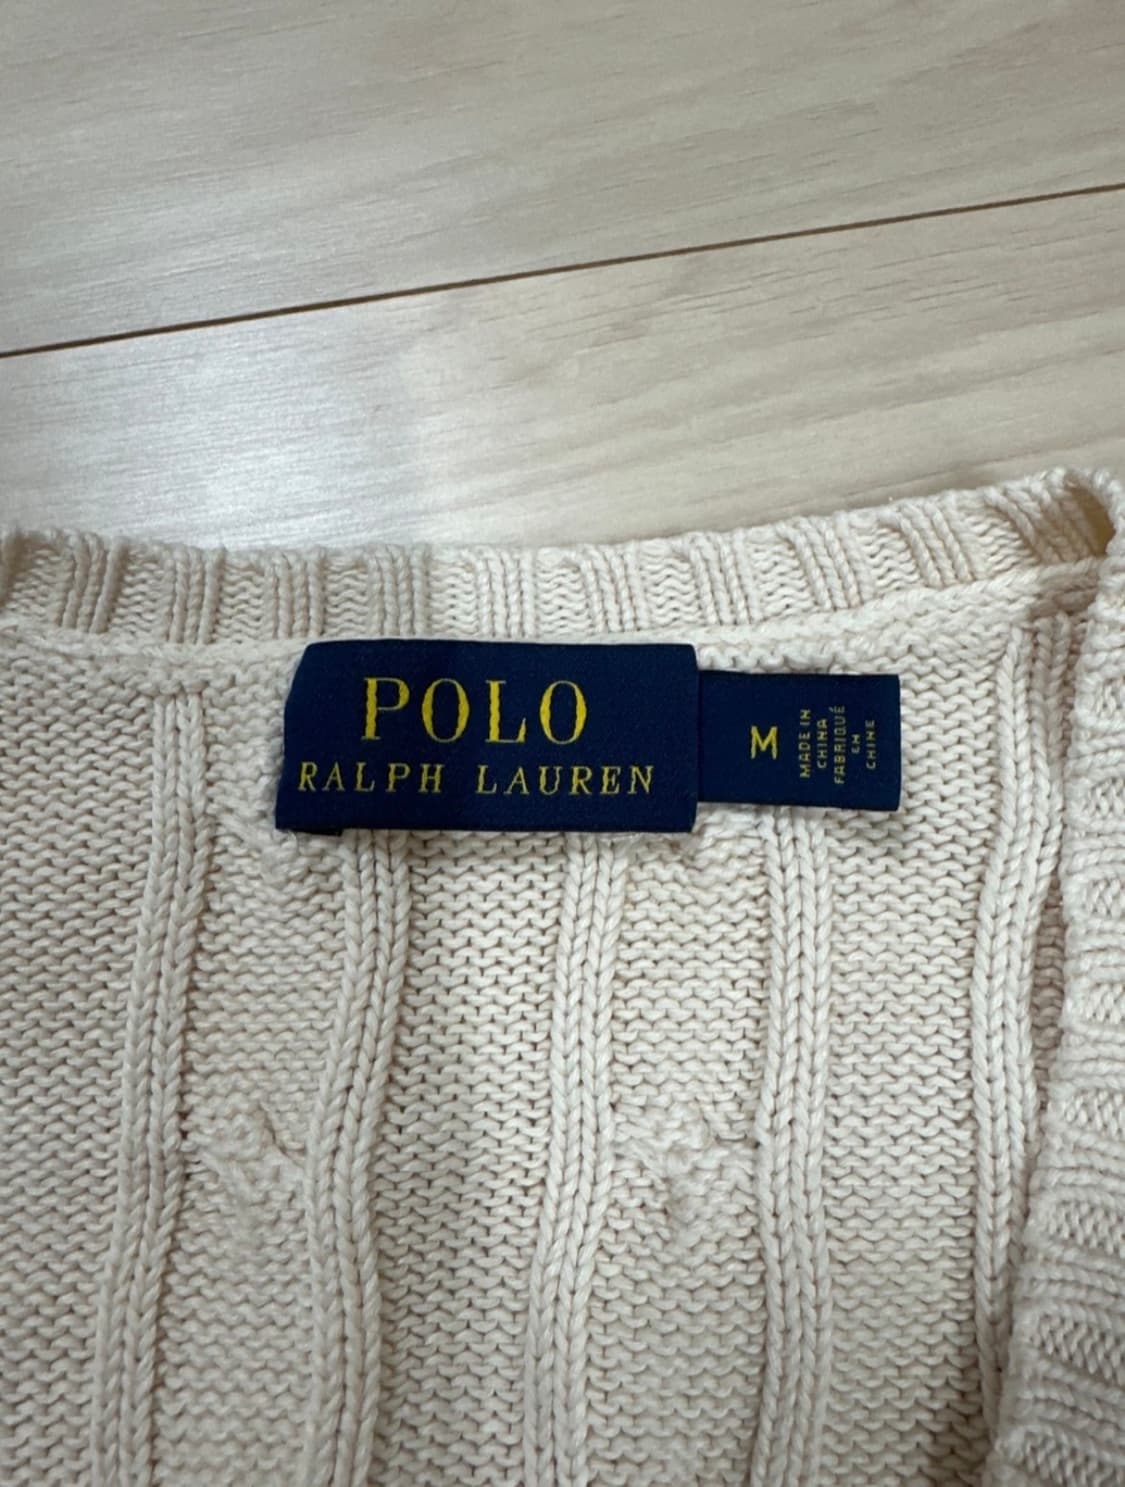 POLO
RALPH LAUREN
M
MADE IN
CHINA
FABRIQUÉ
EN
CHINE